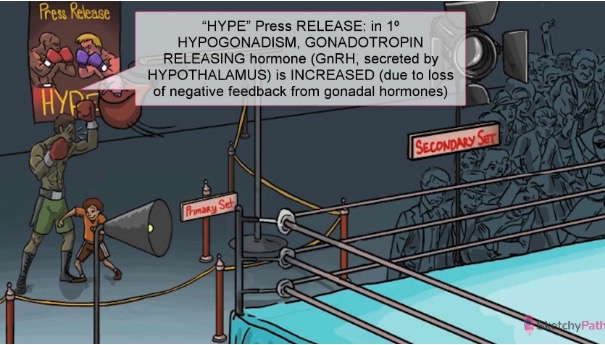 Press Release
"HYPE" Press RELEASE: in 1º
HYPOGONADISM, GONADOTROPIN
RELEASING hormone (GnRH, secreted by
HYPOTHALAMUS) is INCREASED (due to loss
of negative feedback from gonadal hormones)
HYPE
SECONDARY SET
Primary Set
SketchyPath